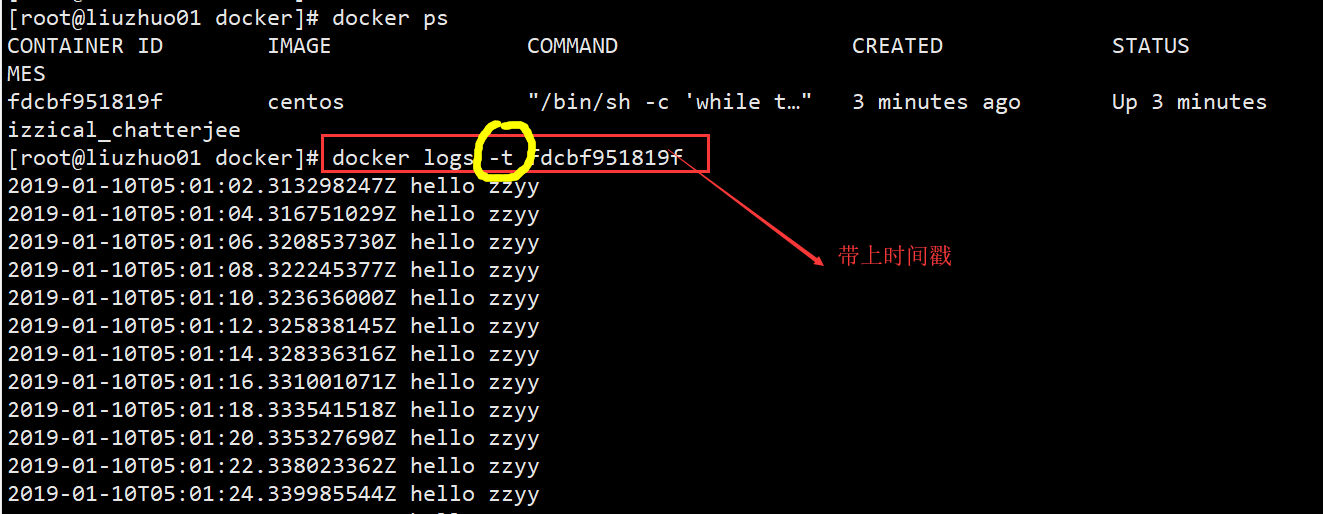 [root@liuzhuo01 docker]# docker ps
CONTAINER ID        IMAGE               COMMAND                  CREATED             STATUS
MES
fdcbf951819f        centos              "/bin/sh -c 'while t…"   3 minutes ago       Up 3 minutes
izzical_chatterjee
[root@liuzhuo01 docker]# docker logs -t fdcbf951819f
2019-01-10T05:01:02.313298247Z hello zzyy
2019-01-10T05:01:04.316751029Z hello zzyy
2019-01-10T05:01:06.320853730Z hello zzyy
带上时间戳
2019-01-10T05:01:08.322245377Z hello zzyy
2019-01-10T05:01:10.323636000Z hello zzyy
2019-01-10T05:01:12.325838145Z hello zzyy
2019-01-10T05:01:14.328336316Z hello zzyy
2019-01-10T05:01:16.331001071Z hello zzyy
2019-01-10T05:01:18.333541518Z hello zzyy
2019-01-10T05:01:20.335327690Z hello zzyy
2019-01-10T05:01:22.338023362Z hello zzyy
2019-01-10T05:01:24.339985544Z hello zzyy